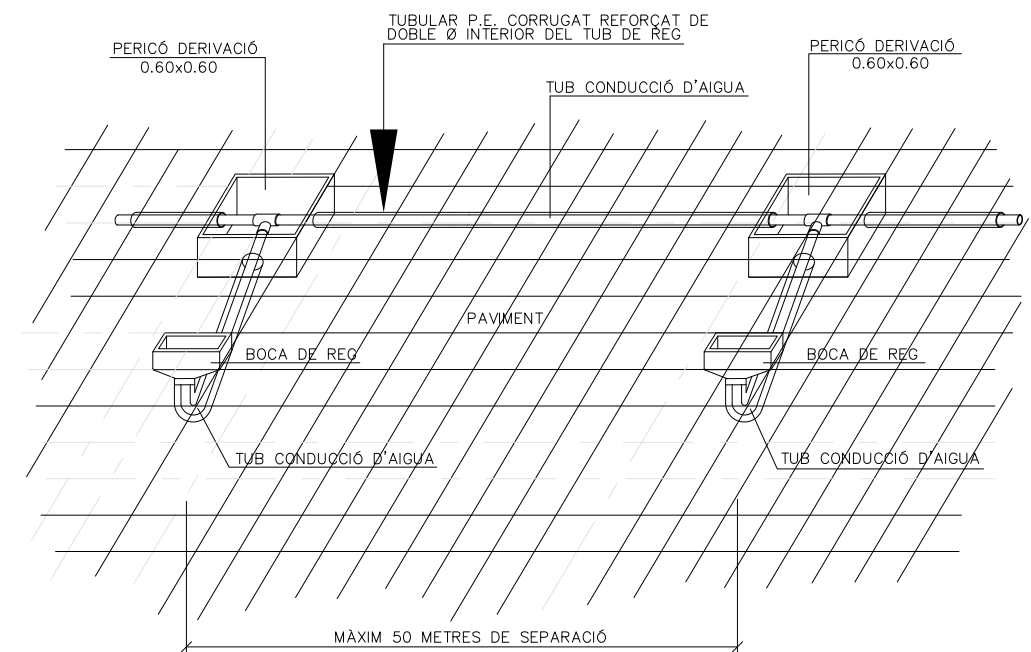 TUBULAR P.E. CORRUGAT REFORÇAT DE
DOBLE Ø INTERIOR DEL TUB DE REG
PERICÓ DERIVACIÓ
0.60x0.60
PERICÓ DERIVACIÓ
0.60x0.60
TUB CONDUCCIÓ D'AIGUA
PAVIMENT
BOCA DE REG
BOCA DE REG
TUB CONDUCCIÓ D'AIGUA
TUB CONDUCCIÓ D'AIGUA
MÀXIM 50 METRES DE SEPARACIÓ